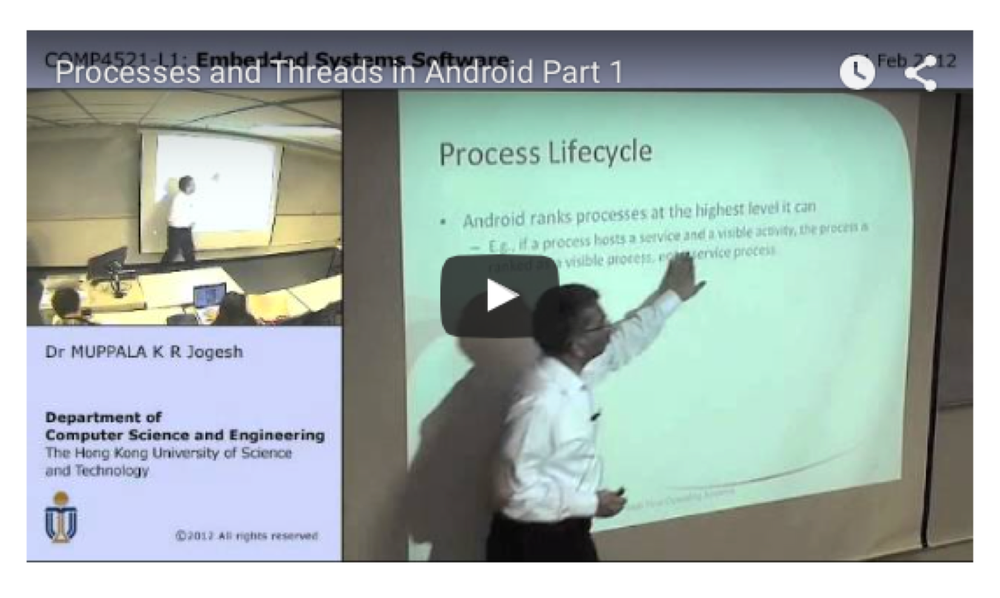 COMP4521-L1: Embedded Systems Software
Feb 2012
Processes and Threads in Android Part 1
Process Lifecycle
• Android ranks processes at the highest level it can
– E.g., if a process hosts a service and a visible activity, the process is
ranked as a visible process, service process
Dr MUPPALA K R Jogesh
Department of
Computer Science and Engineering
The Hong Kong University of Science
and Technology
©2012 All rights reserved